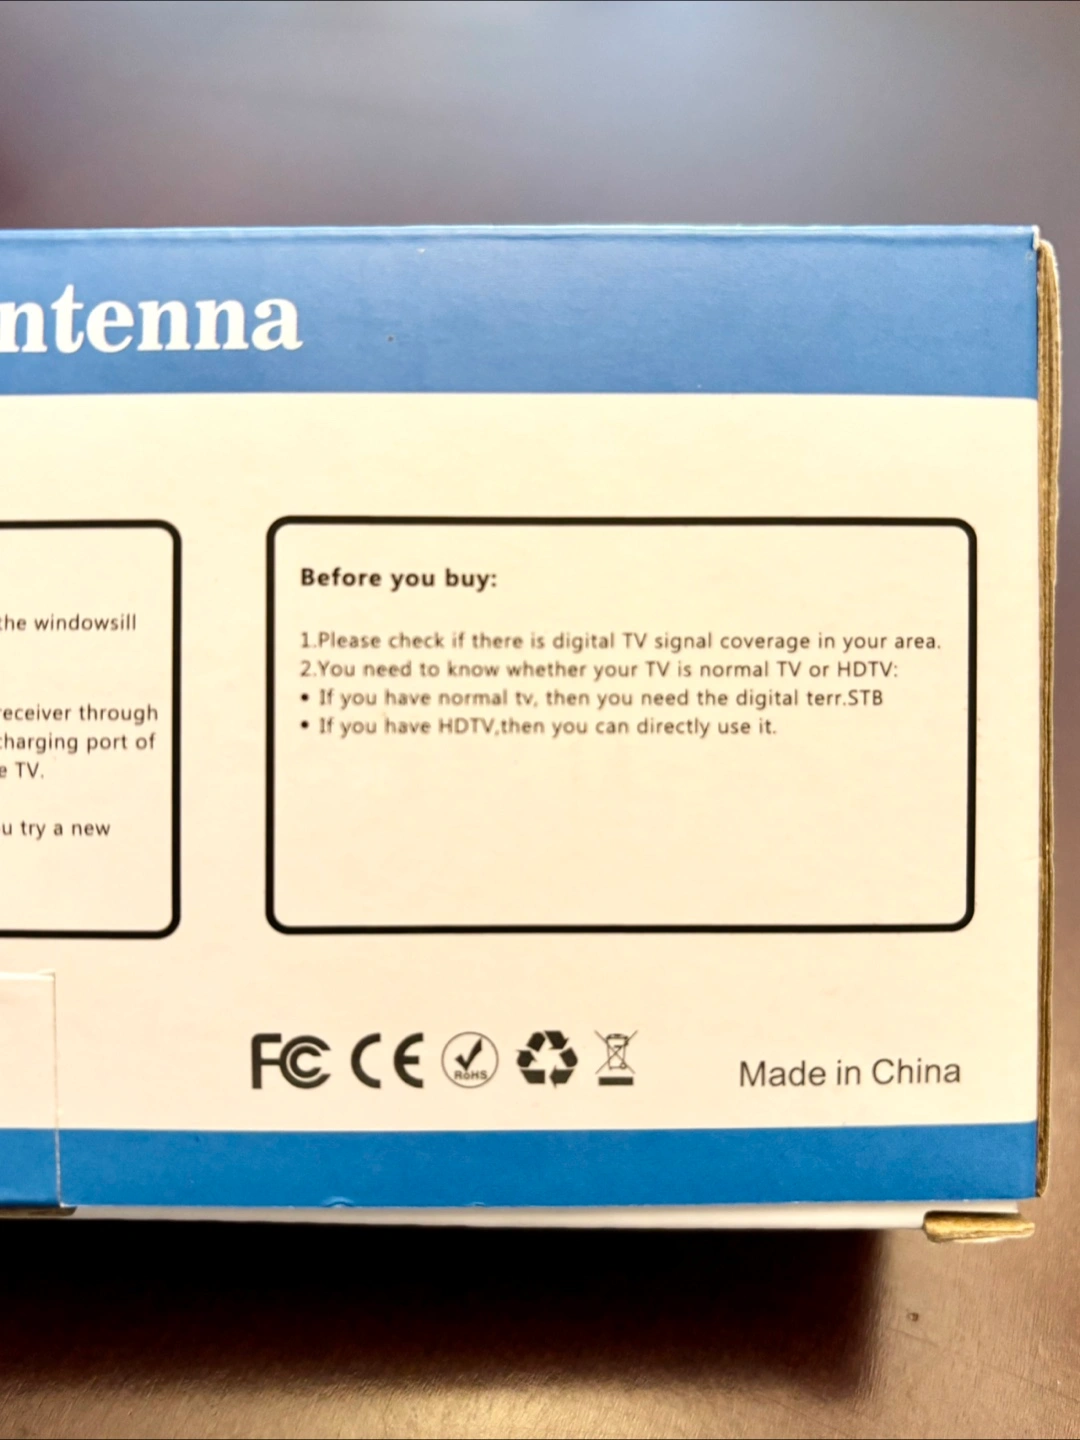 ntenna
the windowsill
receiver through
charging port of
e TV.
u try a new
Before you buy:
1.Please check if there is digital TV signal coverage in your area.
2.You need to know whether your TV is normal TV or HDTV:
• If you have normal tv, then you need the digital terr.STB
• If you have HDTV,then you can directly use it.
FC CE RoHS
Made in China